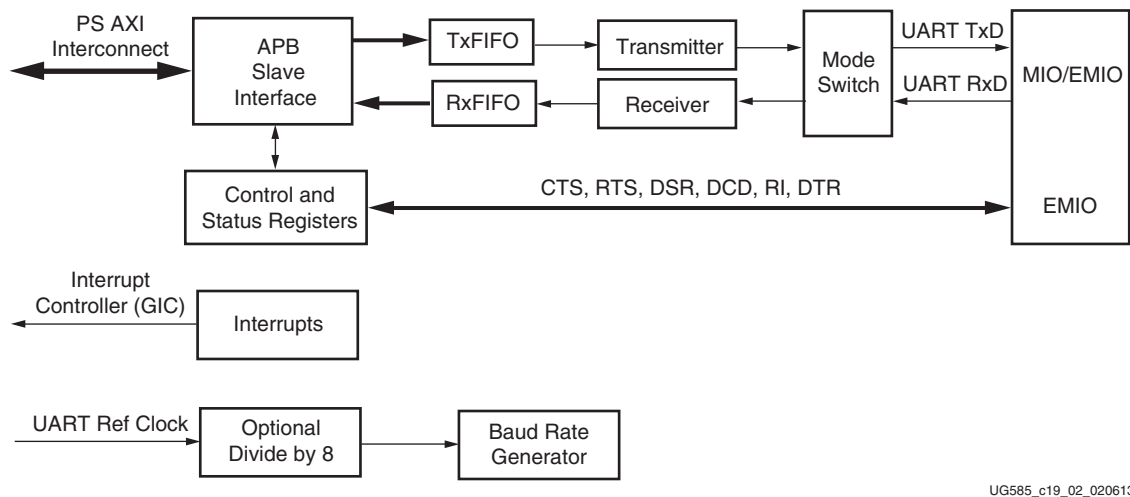 PS AXI
Interconnect
APB
Slave
Interface
TxFIFO
Transmitter
Mode
Switch
UART TxD
MIO/EMIO
RxFIFO
Receiver
UART RxD
Control and
Status Registers
CTS, RTS, DSR, DCD, RI, DTR
EMIO
Interrupt
Controller (GIC)
Interrupts
UART Ref Clock
Optional
Divide by 8
Baud Rate
Generator
UG585_c19_02_020613